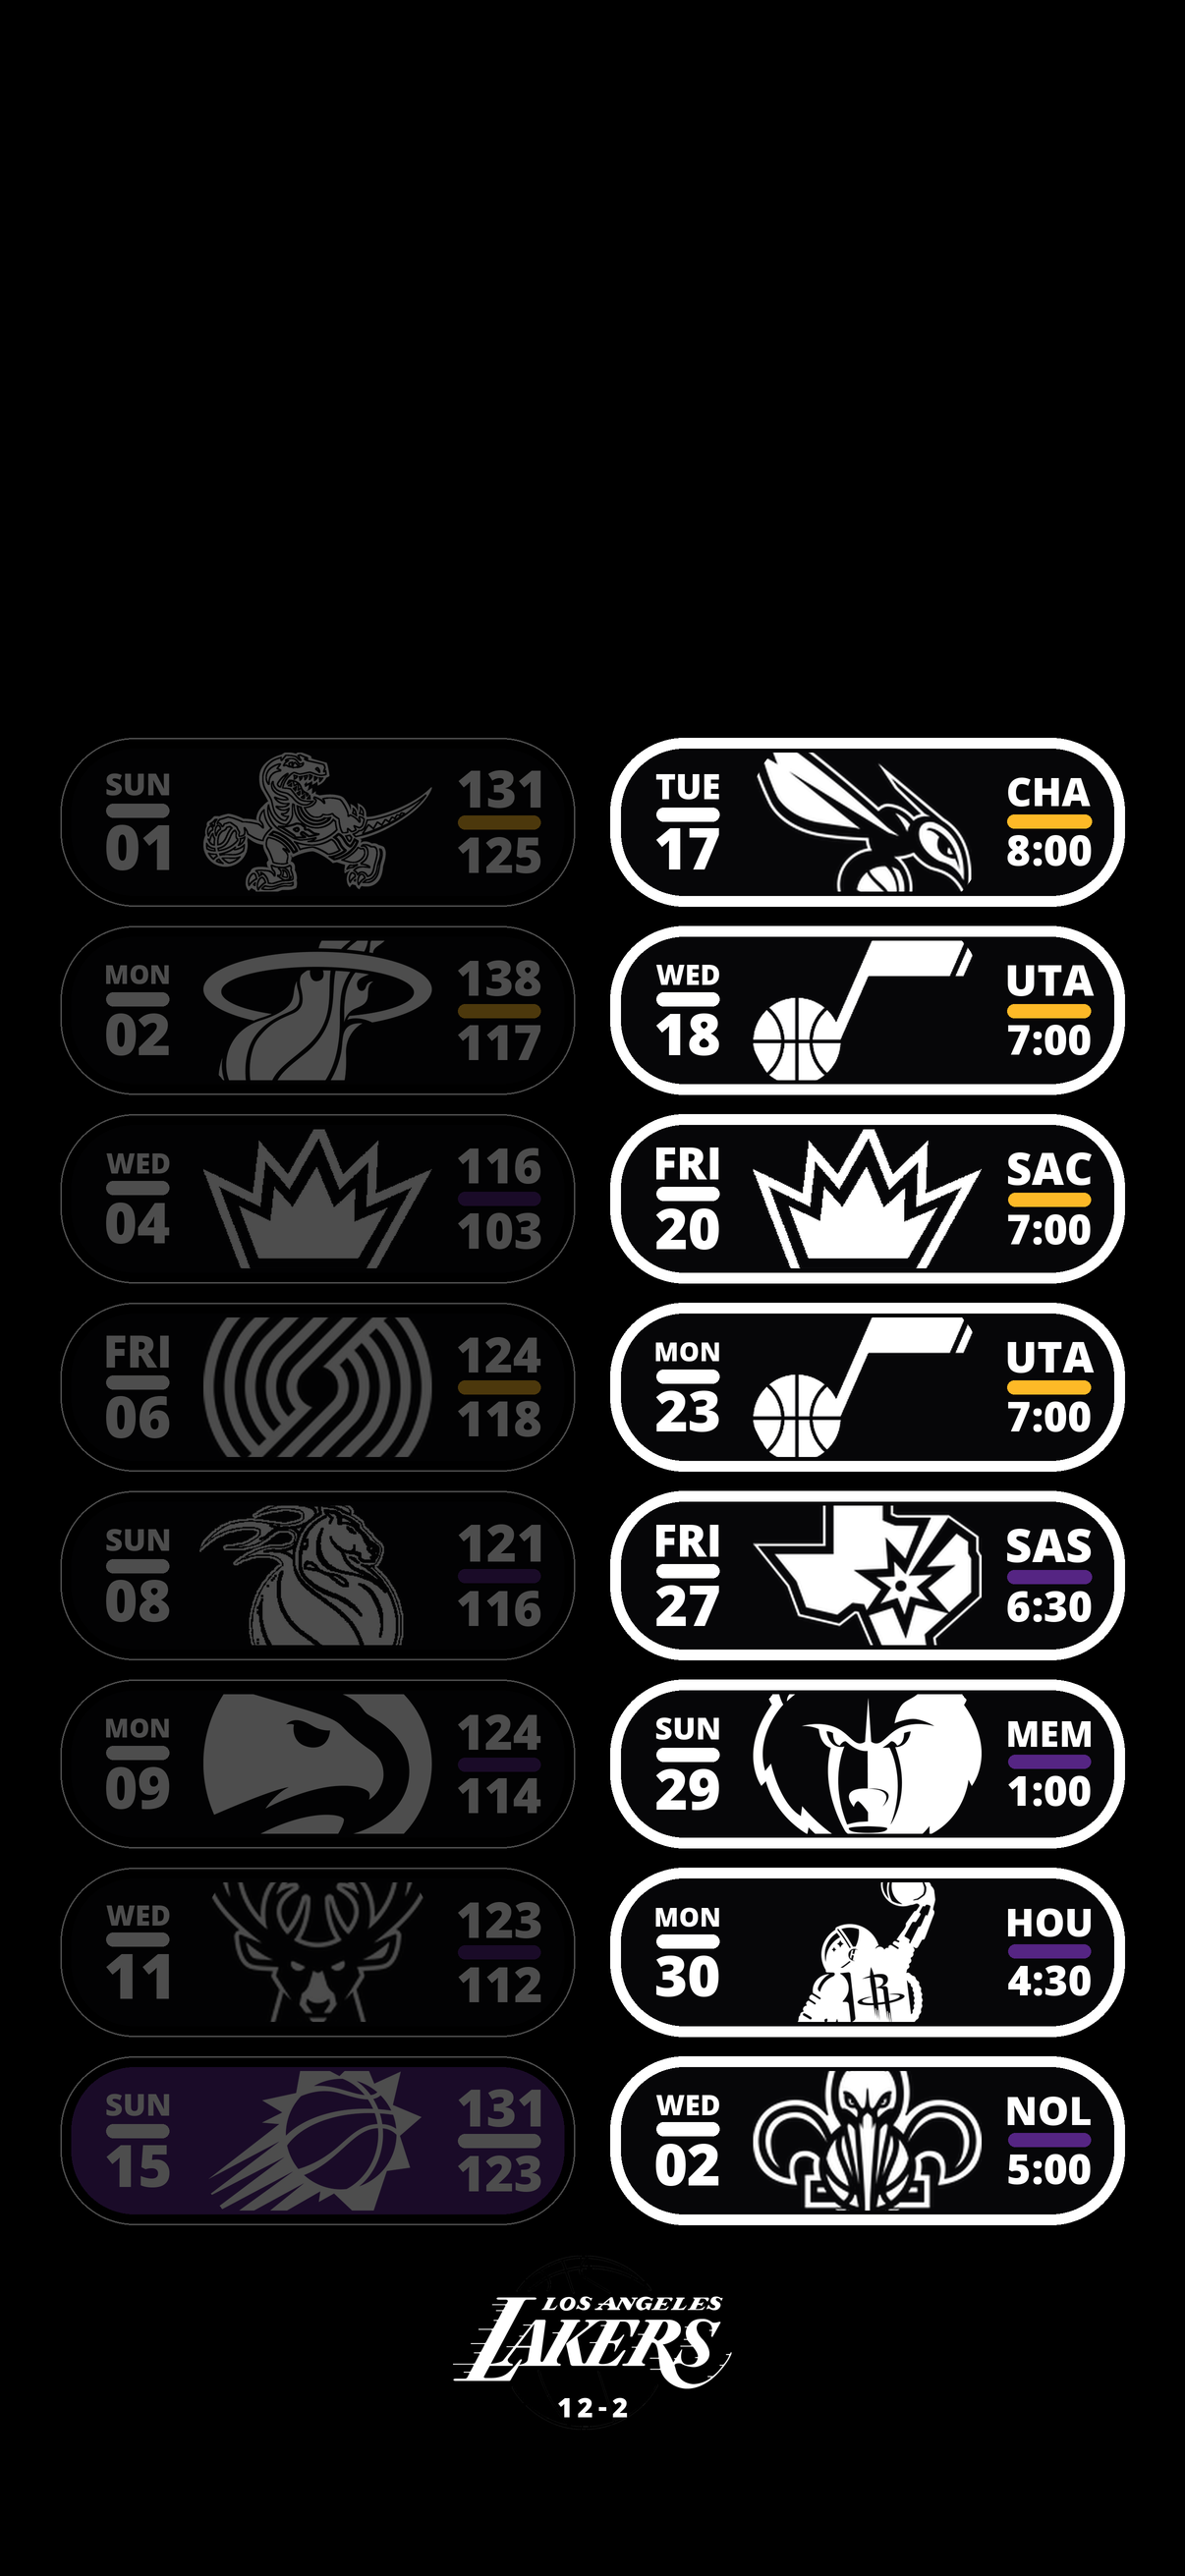 SUN
01
131
125
MON
02
138
117
WED
04
116
103
FRI
06
124
118
SUN
08
121
116
MON
09
124
114
WED
11
123
112
SUN
15
131
123
TUE
17
CHA
8:00
WED
18
UTA
7:00
FRI
20
SAC
7:00
MON
23
UTA
7:00
FRI
27
SAS
6:30
SUN
29
MEM
1:00
MON
30
R
HOU
4:30
WED
02
NOL
5:00
LOS ANGELES
LAKERS
12-2